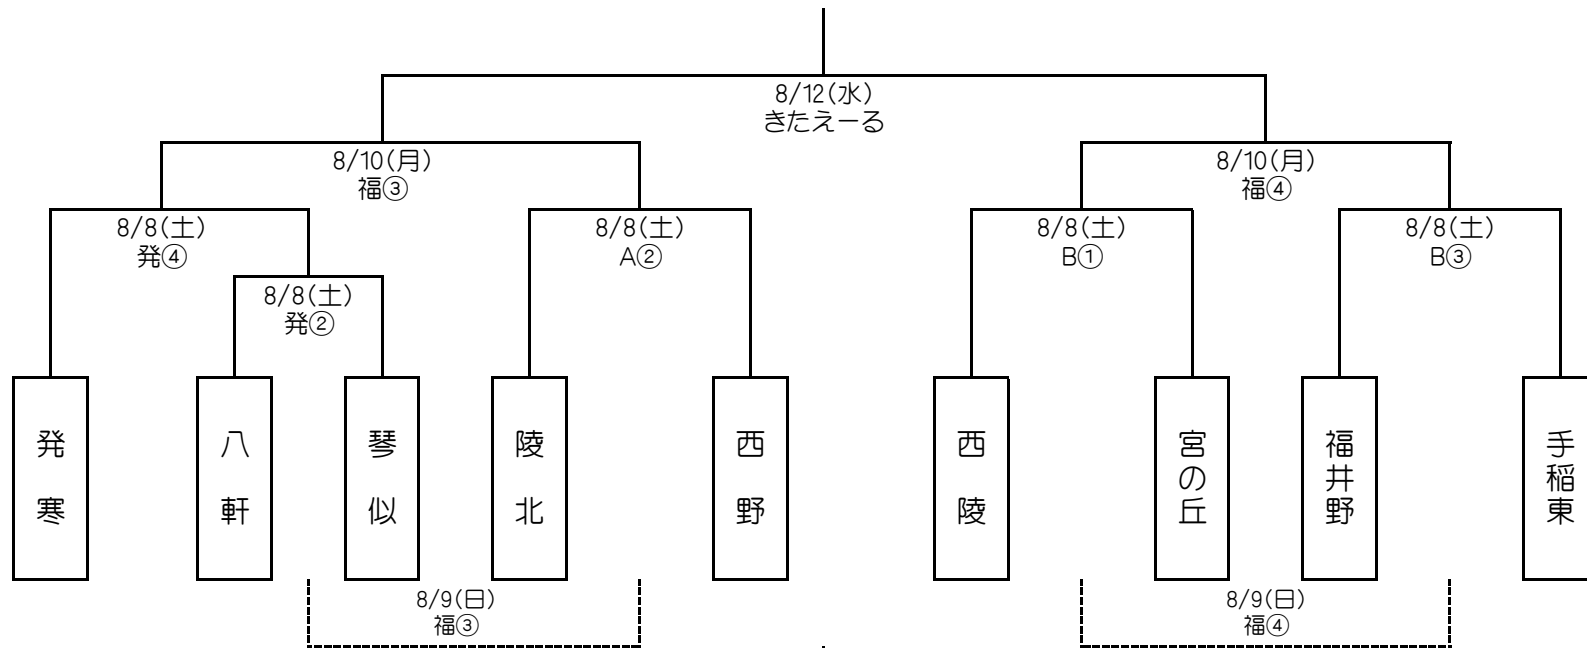 8/12(水)
きたえーる
8/10(月)
福③
8/10(月)
福④
8/8(土)
発④
8/8(土)
A②
8/8(土)
B①
8/8(土)
B③
8/8(土)
発②
発寒
八軒
琴似
陵北
西野
西陵
宮の丘
福井野
手稲東
8/9(日)
福③
8/9(日)
福④